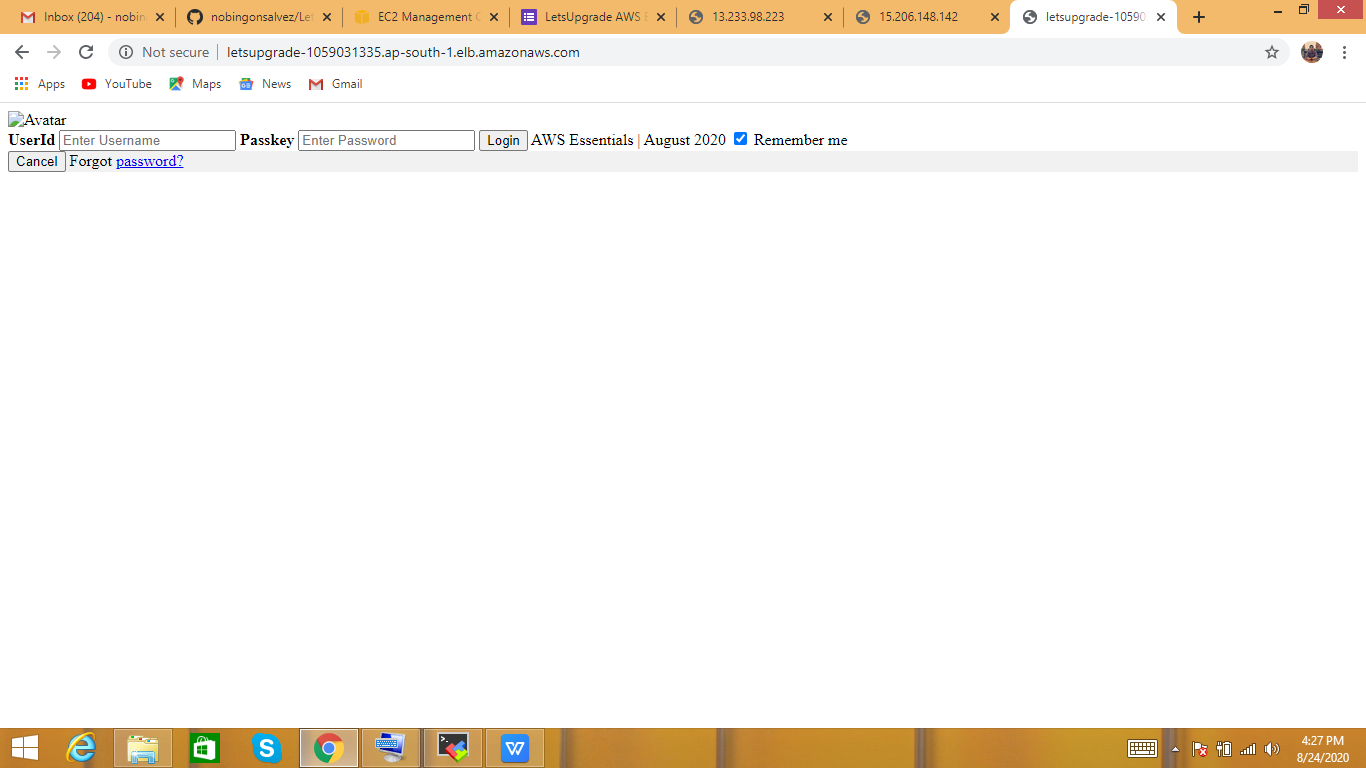 Inbox (204) - nobin
nobingonsalvez/Let
EC2 Management C
LetsUpgrade AWS E
13.233.98.223
15.206.148.142
letsupgrade-10590
Not secure
letsupgrade-1059031335.ap-south-1.elb.amazonaws.com
Apps
YouTube
Maps
News
Gmail
Avatar
UserId Enter Username Passkey Enter Password Login AWS Essentials | August 2020 Remember me
Cancel Forgot password?
4:27 PM
8/24/2020